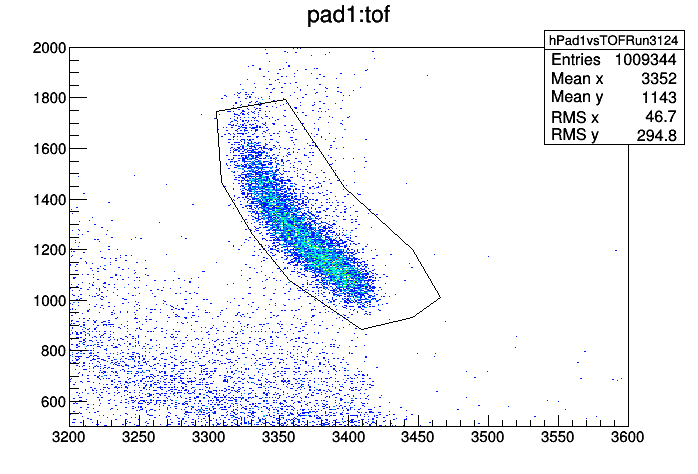 pad1:tof
hPad1vsTOFRun3124
Entries 1009344
Mean x 3352
Mean y 1143
RMS x 46.7
RMS y 294.8
2000
1800
1600
1400
1200
1000
800
600
3200 3250 3300 3350 3400 3450 3500 3550 3600